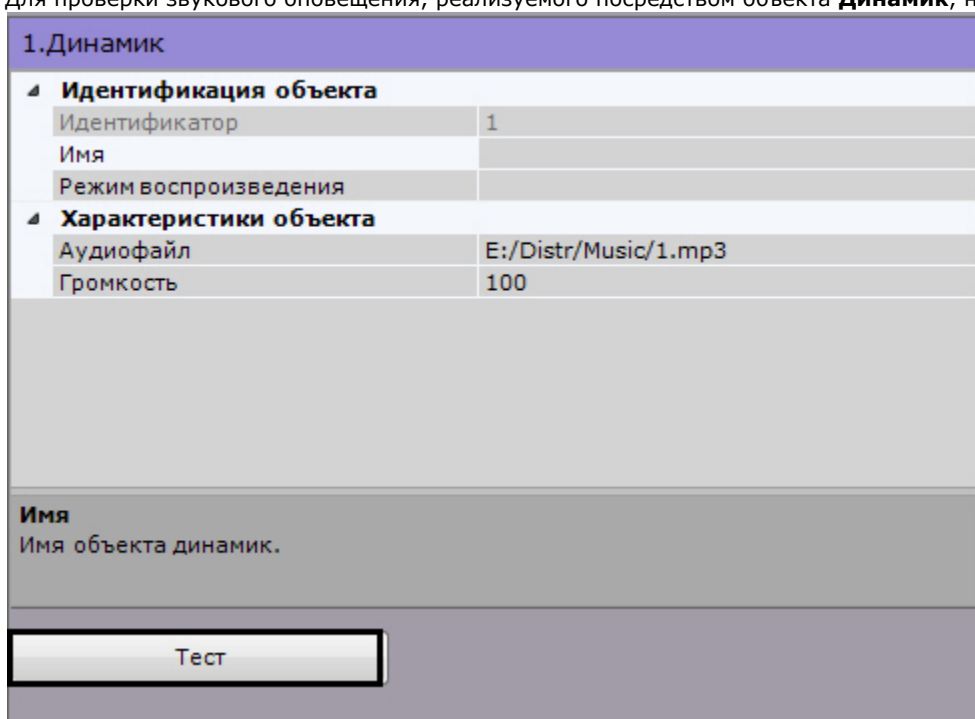 Для проверки звукового оповещения, реализуемого посредством объекта Динамик, н
1.Динамик
Идентификация объекта
Идентификатор 1
Имя
Режим воспроизведения
Характеристики объекта
Аудиофайл E:/Distr/Music/1.mp3
Громкость 100
Имя
Имя объекта динамик.
Тест